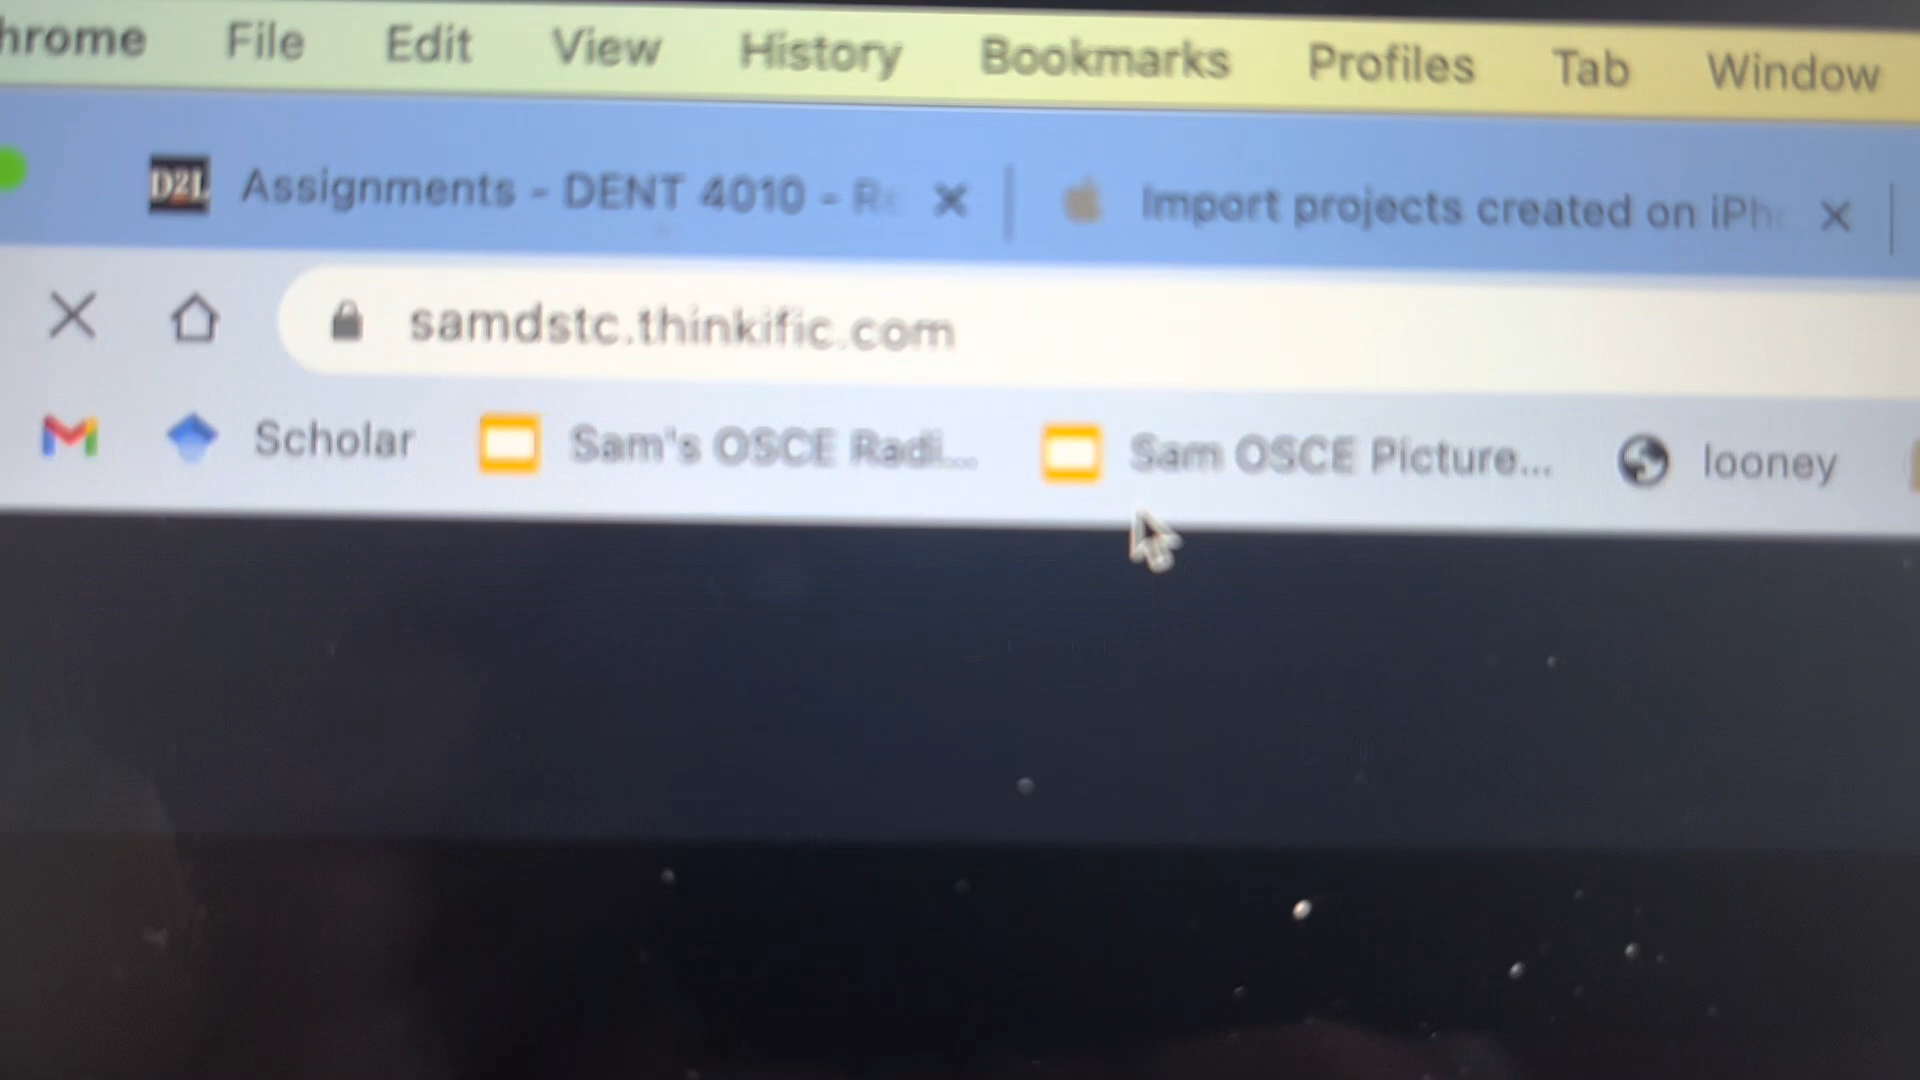 hrome File Edit View History Bookmarks Profiles Tab Window
D2L Assignments - DENT 4010 - Re Import projects created on iPh
samdstc.thinkific.com
Scholar Sam's OSCE Radi... Sam OSCE Picture... looney